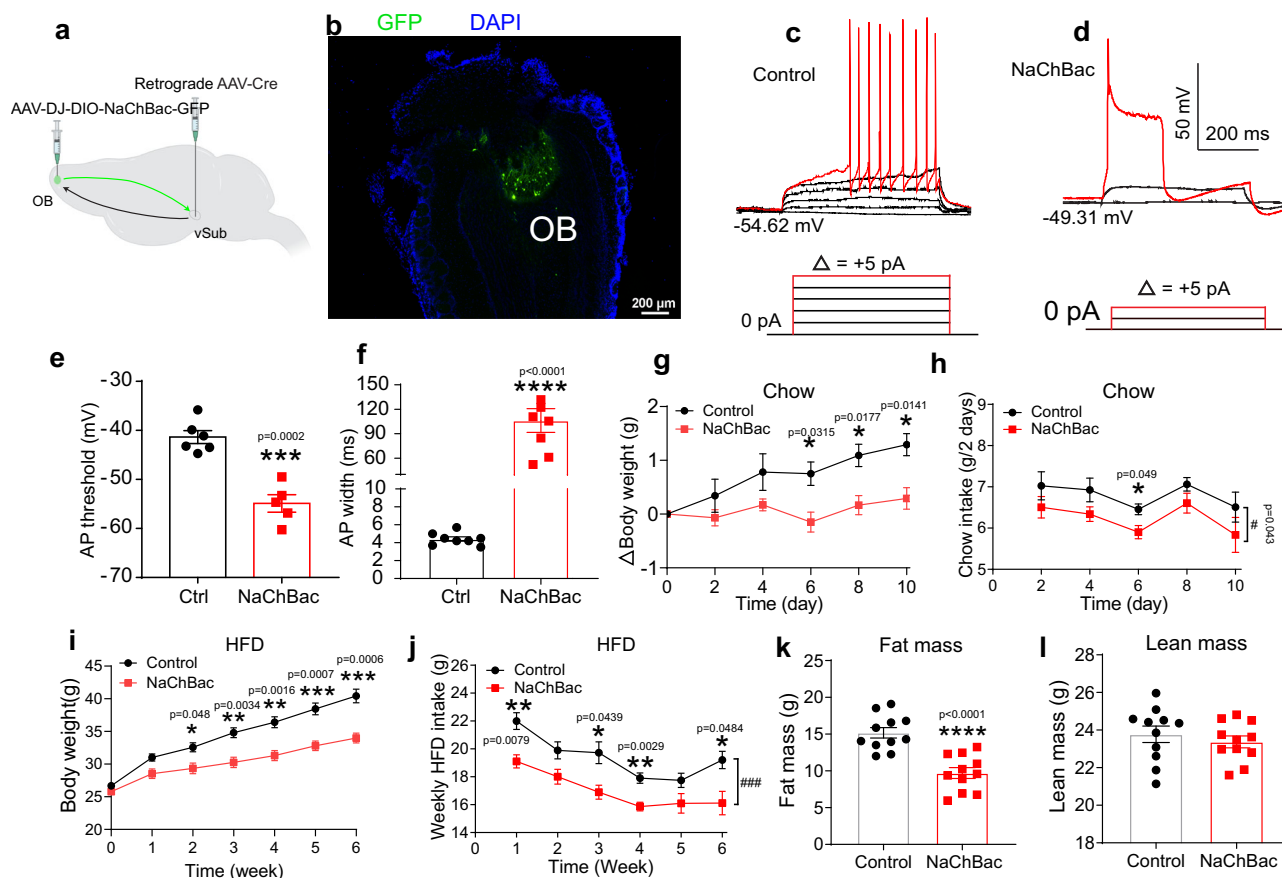 a
Retrograde AAV-Cre
AAV-DJ-DIO-NaChBac-GFP
OB
vSub
b
GFP DAPI
OB
200 µm
c
Control
-54.62 mV
△ = +5 pA
0 pA
d
NaChBac
50 mV
200 ms
-49.31 mV
△ = +5 pA
0 pA
e
AP threshold (mV)
-30
-40
-50
-60
-70
p=0.0002
***
Ctrl NaChBac
f
AP width (ms)
150
120
90
60
30
6
4
2
0
p<0.0001
****
Ctrl NaChBac
g
Chow
Control
NaChBac
ΔBody weight (g)
2
1
0
-1
p=0.0315
*
p=0.0177
*
p=0.0141
*
0 2 4 6 8 10
Time (day)
h
Chow
Control
NaChBac
Chow intake (g/2 days)
9
8
7
6
5
p=0.049
*
#
p=0.043
0 2 4 6 8 10
Time (day)
i
HFD
Control
NaChBac
Body weight(g)
45
40
35
30
25
20
p=0.048
*
p=0.0034
**
p=0.0016
**
p=0.0007
***
p=0.0006
***
0 1 2 3 4 5 6
Time (week)
j
HFD
Control
NaChBac
Weekly HFD intake (g)
26
24
22
20
18
16
14
**
p=0.0079
p=0.0439
*
p=0.0029
**
p=0.0484
*
###
0 1 2 3 4 5 6
Time (Week)
k
Fat mass
Fat mass (g)
25
20
15
10
5
0
<0.0001
****
Control NaChBac
l
Lean mass
Lean mass (g)
28
26
24
22
20
18
Control NaChBac